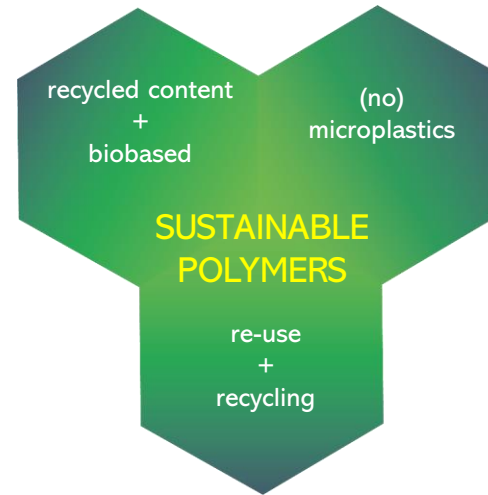 recycled content
+
biobased
(no)
microplastics
SUSTAINABLE
POLYMERS
re-use
+
recycling